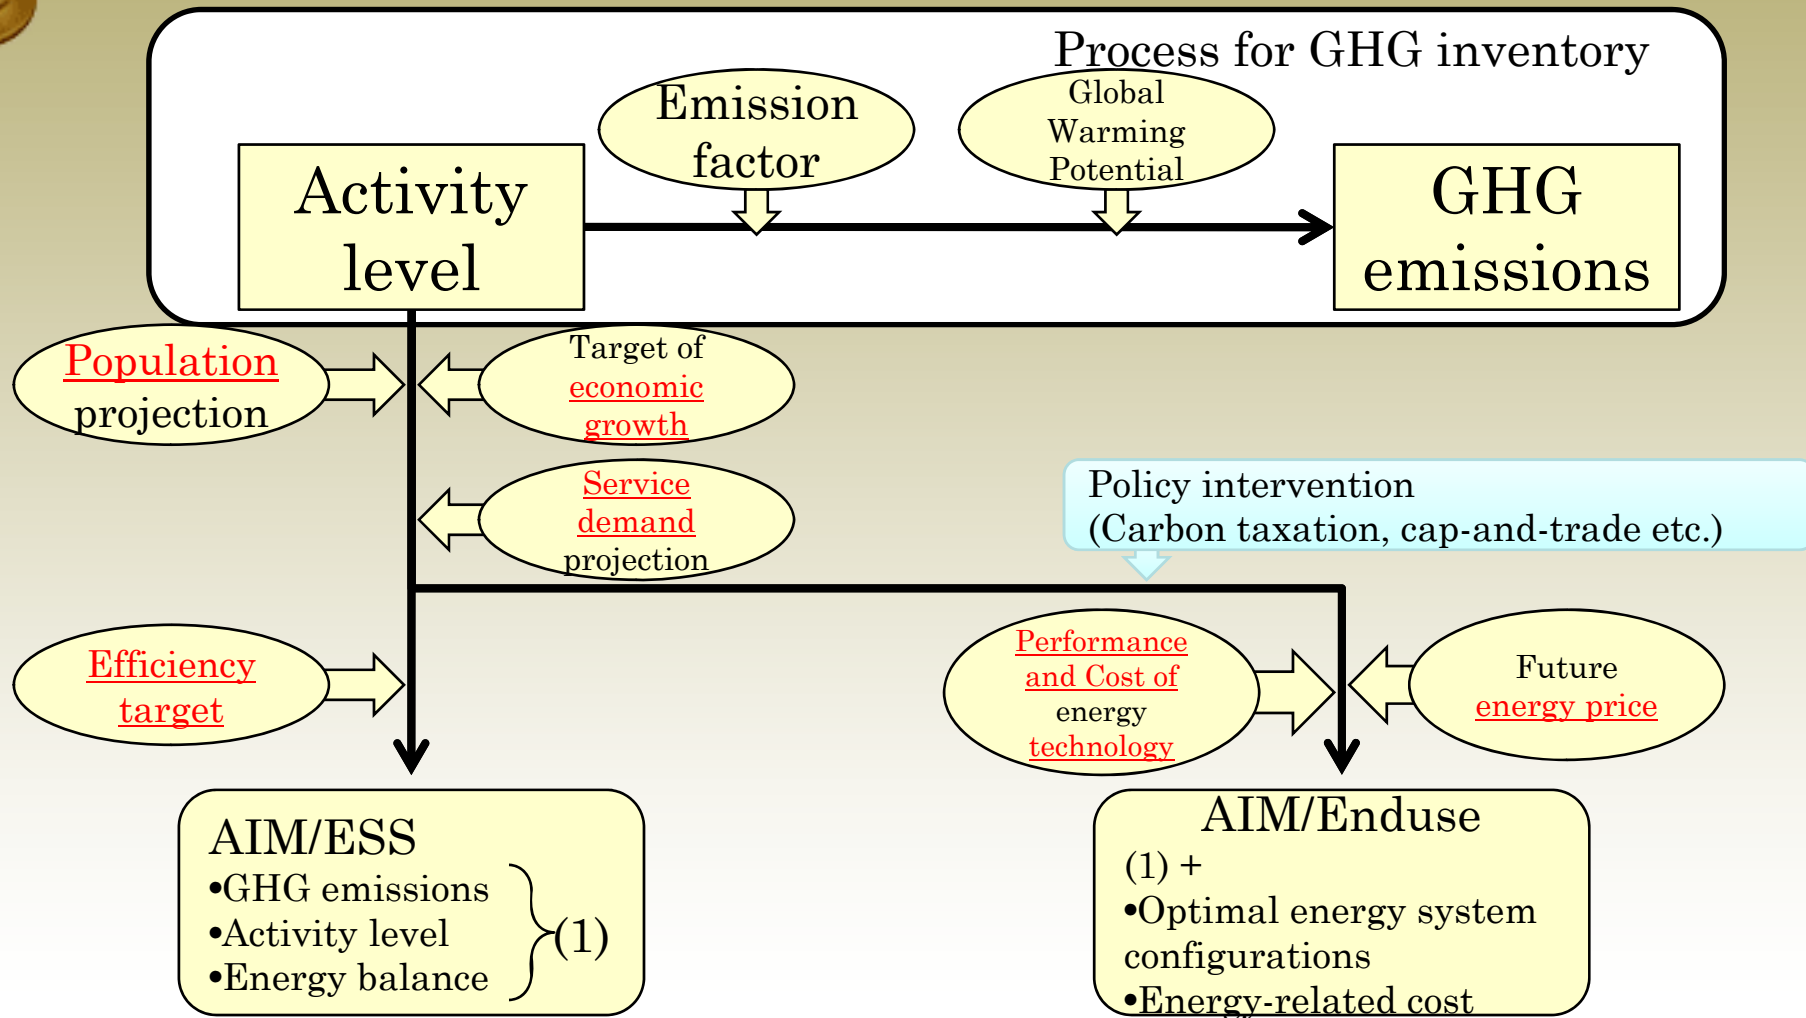 Process for GHG inventory
Emission
factor
Global
Warming
Potential
Activity
level
GHG
emissions
Population
projection
Target of
economic
growth
Service
demand
projection
Policy intervention
(Carbon taxation, cap-and-trade etc.)
Efficiency
target
Performance
and Cost of
energy
technology
Future
energy price
AIM/ESS
•GHG emissions
•Activity level
•Energy balance
(1)
AIM/Enduse
(1) +
•Optimal energy system
configurations
•Energy-related cost